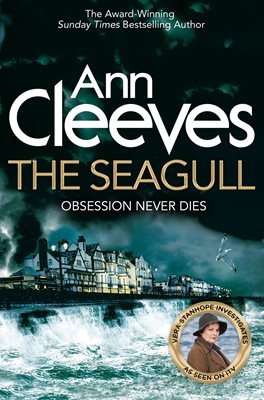 The Award-Winning
Sunday Times Bestselling Author
Ann
Cleeves
THE SEAGULL
OBSESSION NEVER DIES
VERA STANHOPE INVESTIGATES
AS SEEN ON ITV